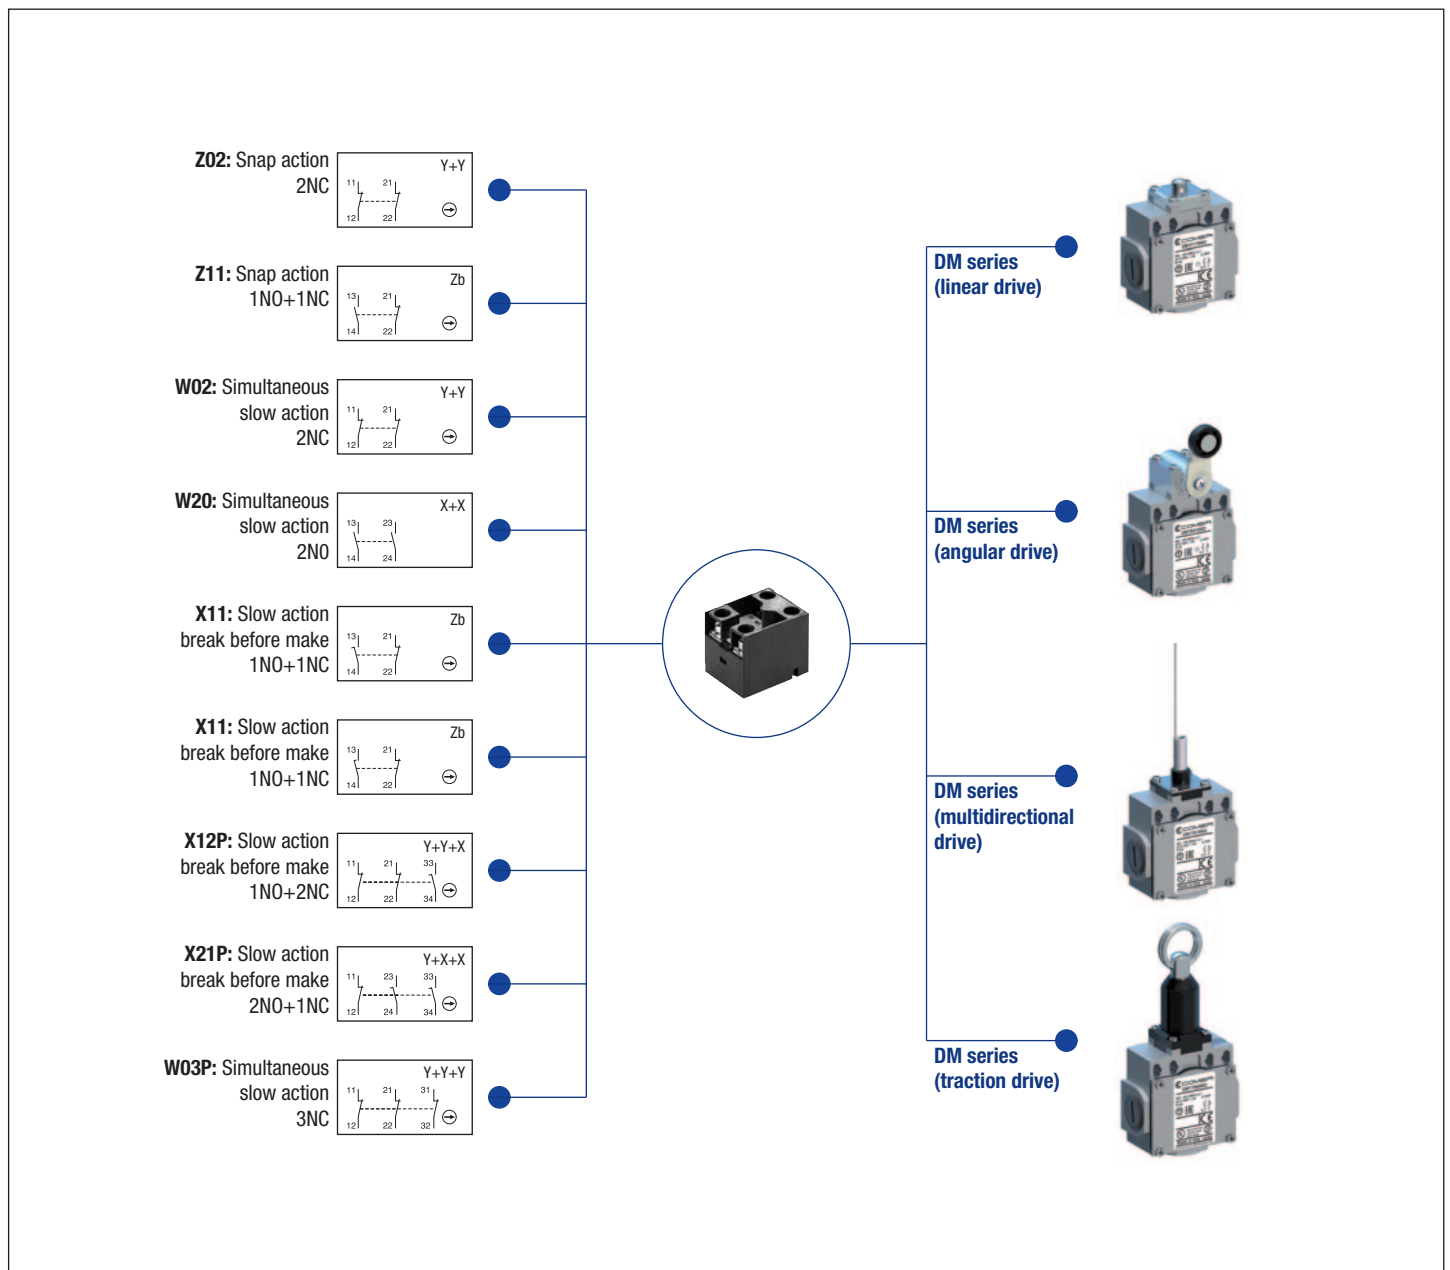 Z02: Snap action
2NC
Y+Y
11 21
12 22
Z11: Snap action
1NO+1NC
Zb
13 21
14 22
W02: Simultaneous
slow action
2NC
Y+Y
11 21
12 22
W20: Simultaneous
slow action
2NO
X+X
13 23
14 24
X11: Slow action
break before make
1NO+1NC
Zb
13 21
14 22
X11: Slow action
break before make
1NO+1NC
Zb
13 21
14 22
X12P: Slow action
break before make
1NO+2NC
Y+Y+X
11 21 33
12 22 34
X21P: Slow action
break before make
2NO+1NC
Y+X+X
11 23 33
12 24 34
W03P: Simultaneous
slow action
3NC
Y+Y+Y
11 21 31
12 22 32
DM series
(linear drive)
DM series
(angular drive)
DM series
(multidirectional
drive)
DM series
(traction drive)
COMEPI
COMEPI
COMEPI
COMEPI